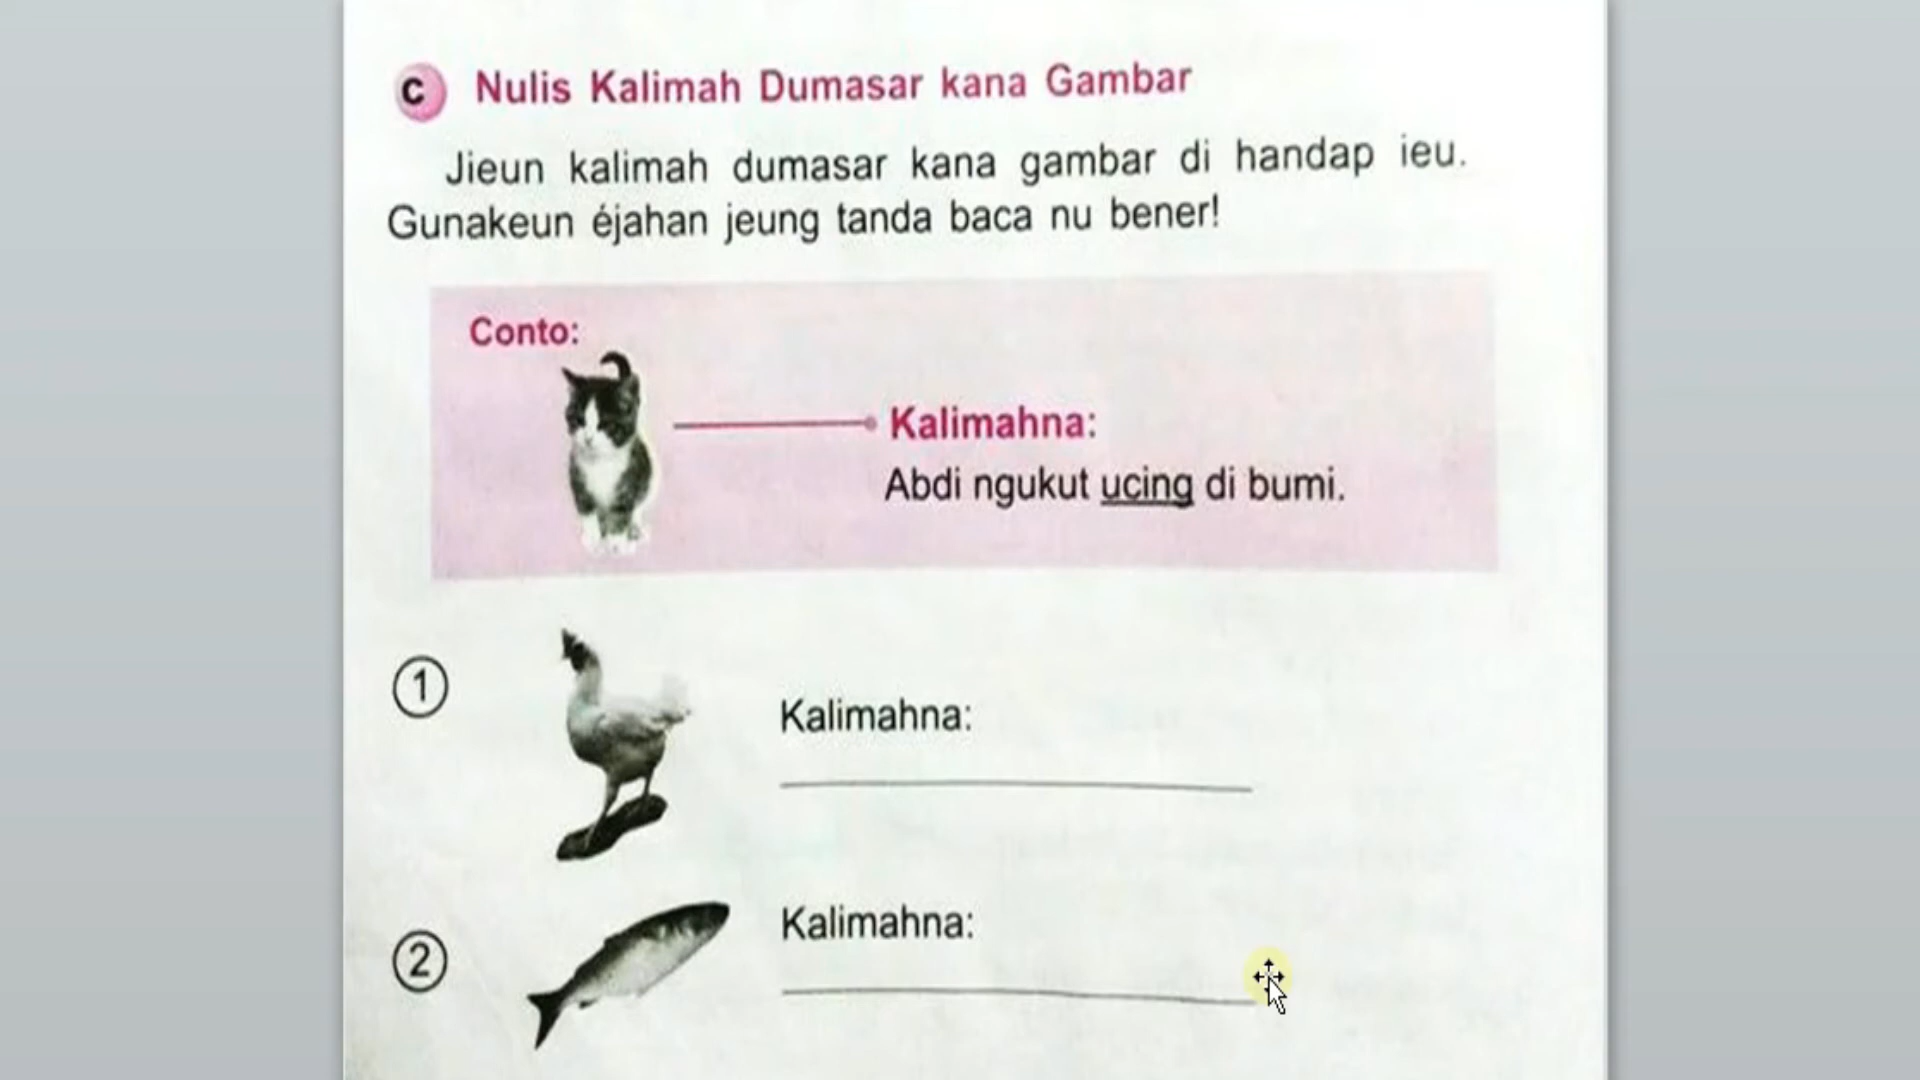 C Nulis Kalimah Dumasar kana Gambar
Jieun kalimah dumasar kana gambar di handap ieu.
Gunakeun éjahan jeung tanda baca nu bener!
Conto:
Kalimahna:
Abdi ngukut ucing di bumi.
1
Kalimahna:
2
Kalimahna: